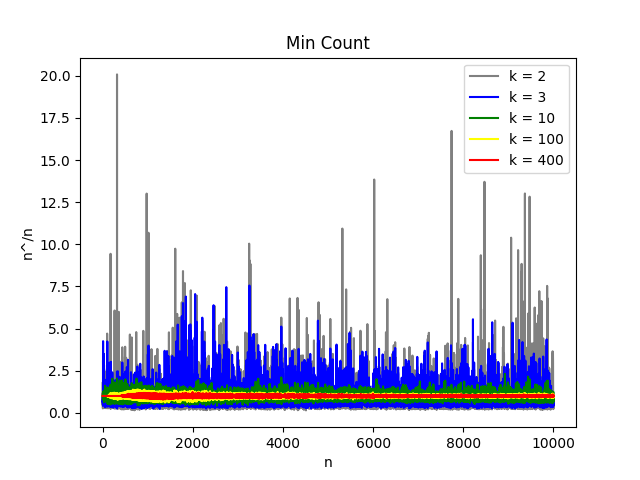 Min Count
n^/n
20.0
17.5
15.0
12.5
10.0
7.5
5.0
2.5
0.0
k = 2
k = 3
k = 10
k = 100
k = 400
0 2000 4000 6000 8000 10000
n